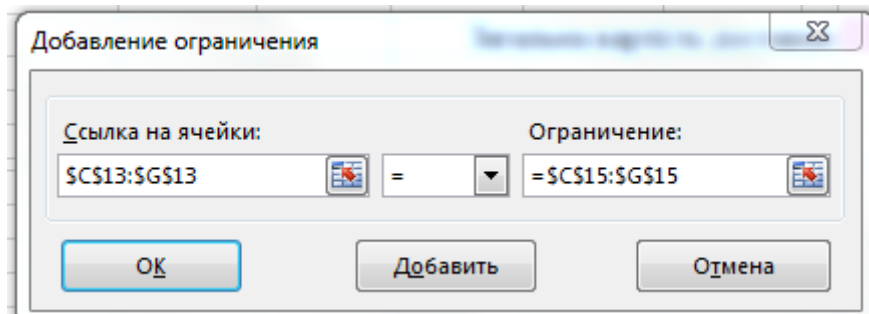 Добавление ограничения
Ссылка на ячейки:
Ограничение:
$C$13:$G$13
=
=$C$15:$G$15
ОК
Добавить
Отмена